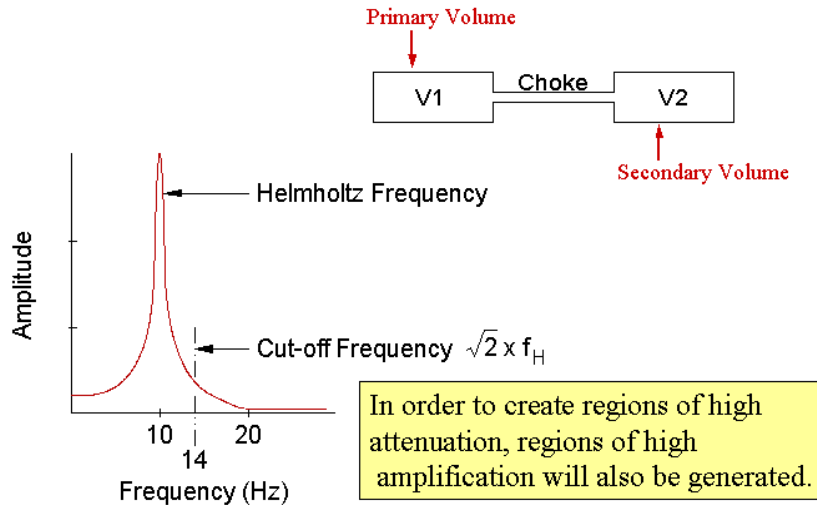 Primary Volume
Choke
V1
V2
Secondary Volume
Helmholtz Frequency
Amplitude
Cut-off Frequency √2 x fH
10
20
14
Frequency (Hz)
In order to create regions of high
attenuation, regions of high
amplification will also be generated.